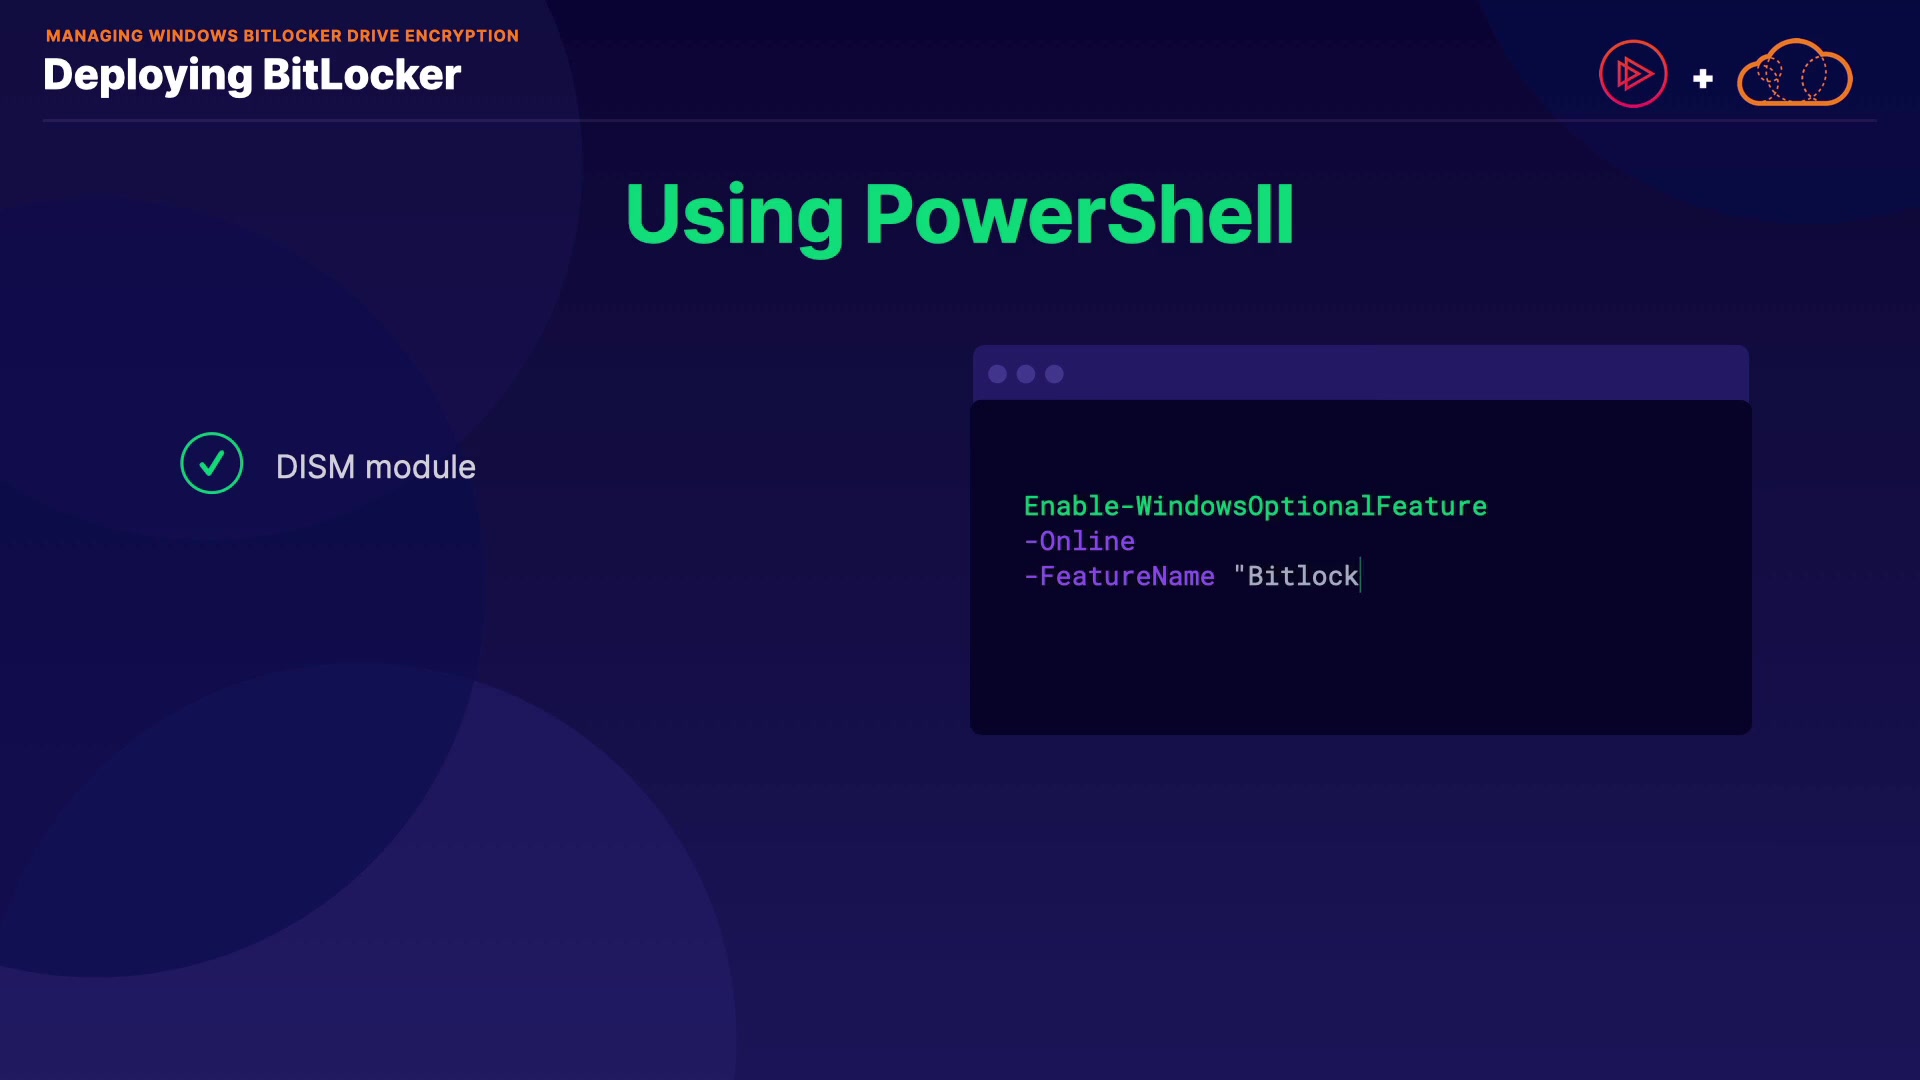 MANAGING WINDOWS BITLOCKER DRIVE ENCRYPTION
Deploying BitLocker
+
Using PowerShell
DISM module
Enable-WindowsOptionalFeature
-Online
-FeatureName "Bitlock